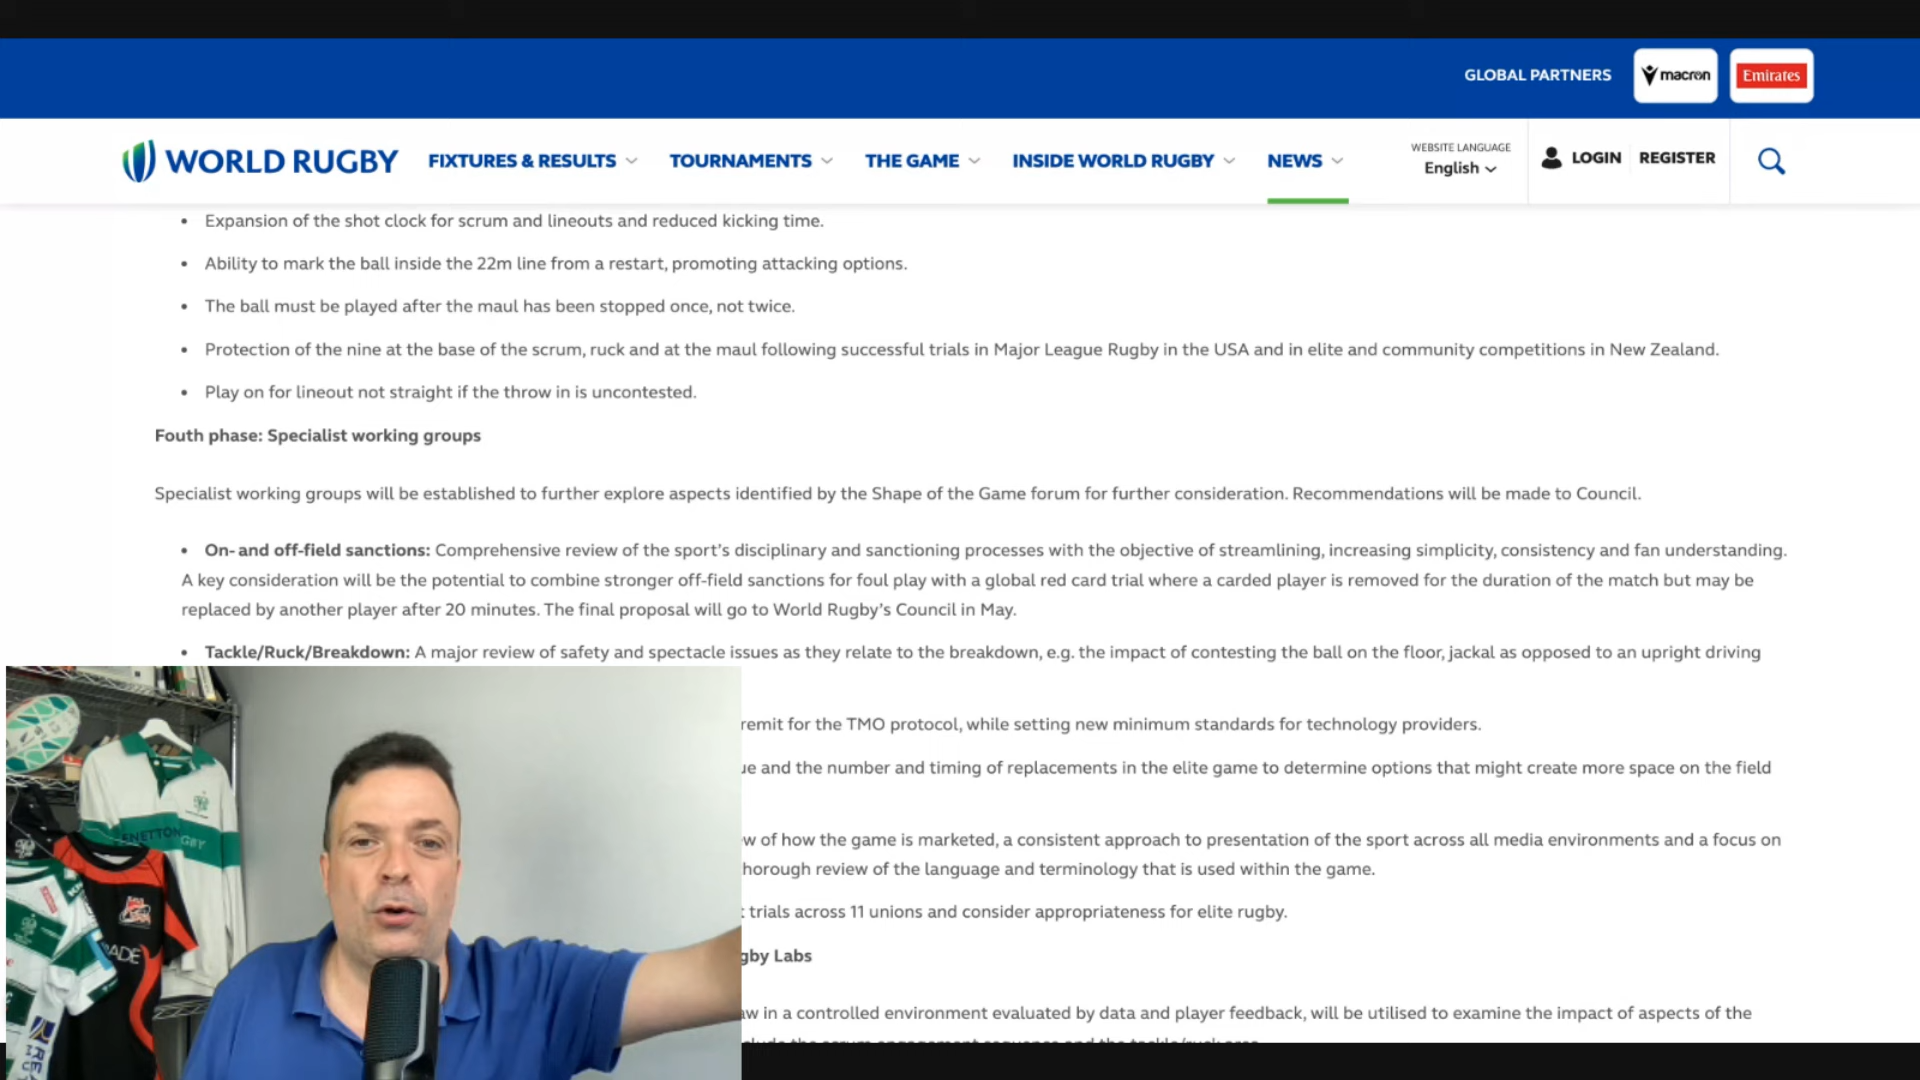 GLOBAL PARTNERS
macron
Emirates
WORLD RUGBY
FIXTURES & RESULTS
TOURNAMENTS
THE GAME
INSIDE WORLD RUGBY
NEWS
WEBSITE LANGUAGE
English
LOGIN
REGISTER
• Expansion of the shot clock for scrum and lineouts and reduced kicking time.
• Ability to mark the ball inside the 22m line from a restart, promoting attacking options.
• The ball must be played after the maul has been stopped once, not twice.
• Protection of the nine at the base of the scrum, ruck and at the maul following successful trials in Major League Rugby in the USA and in elite and community competitions in New Zealand.
• Play on for lineout not straight if the throw in is uncontested.
Fouth phase: Specialist working groups
Specialist working groups will be established to further explore aspects identified by the Shape of the Game forum for further consideration. Recommendations will be made to Council.
• On- and off-field sanctions: Comprehensive review of the sport's disciplinary and sanctioning processes with the objective of streamlining, increasing simplicity, consistency and fan understanding.
A key consideration will be the potential to combine stronger off-field sanctions for foul play with a global red card trial where a carded player is removed for the duration of the match but may be
replaced by another player after 20 minutes. The final proposal will go to World Rugby's Council in May.
• Tackle/Ruck/Breakdown: A major review of safety and spectacle issues as they relate to the breakdown, e.g. the impact of contesting the ball on the floor, jackal as opposed to an upright driving
remit for the TMO protocol, while setting new minimum standards for technology providers.
and the number and timing of replacements in the elite game to determine options that might create more space on the field
of how the game is marketed, a consistent approach to presentation of the sport across all media environments and a focus on
horough review of the language and terminology that is used within the game.
trials across 11 unions and consider appropriateness for elite rugby.
gby Labs
in a controlled environment evaluated by data and player feedback, will be utilised to examine the impact of aspects of the